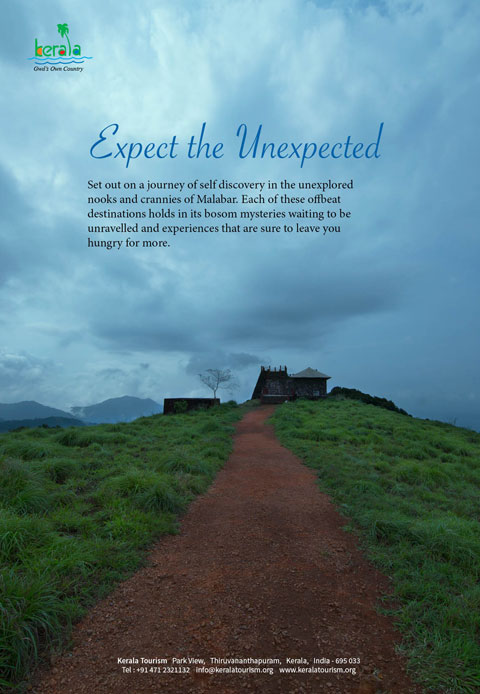 kerala
God's Own Country
Expect the Unexpected
Set out on a journey of self discovery in the unexplored
nooks and crannies of Malabar. Each of these offbeat
destinations holds in its bosom mysteries waiting to be
unravelled and experiences that are sure to leave you
hungry for more.
Kerala Tourism Park View, Thiruvananthapuram, Kerala, India - 695 033
Tel : +91 471 2321132 info@keralatourism.org www.keralatourism.org